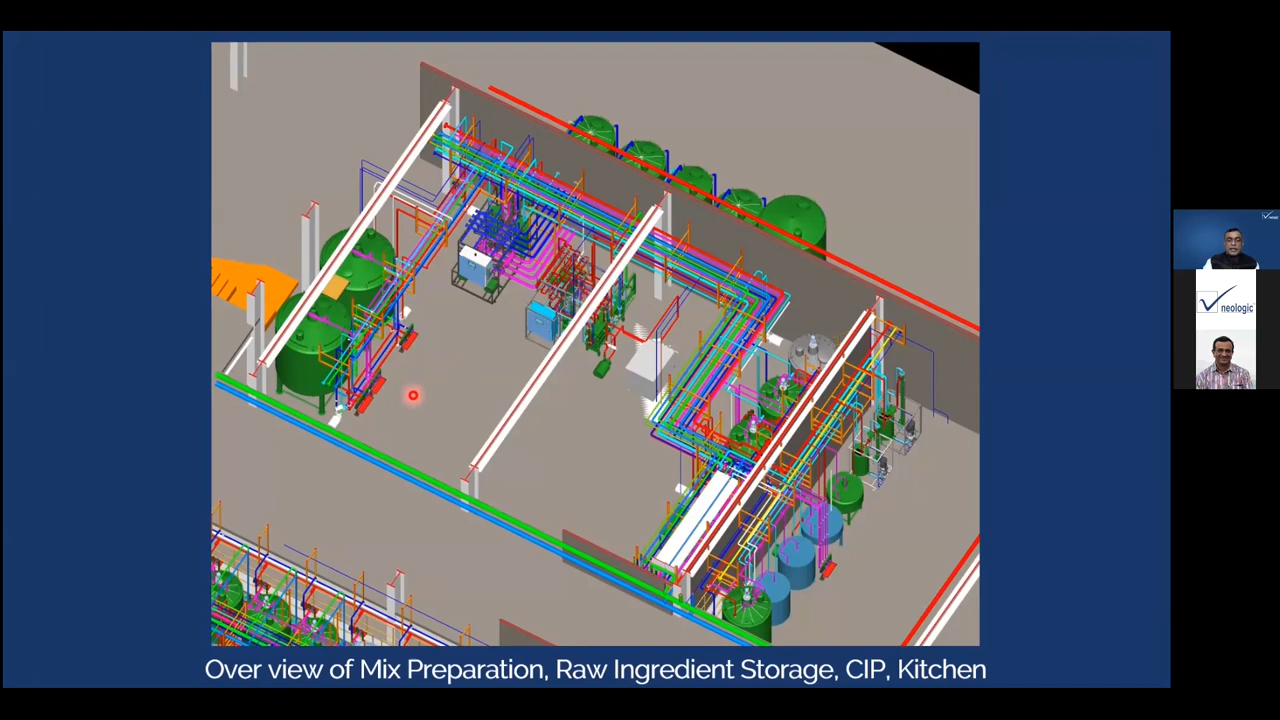 Over view of Mix Preparation, Raw Ingredient Storage, CIP, Kitchen
neologic